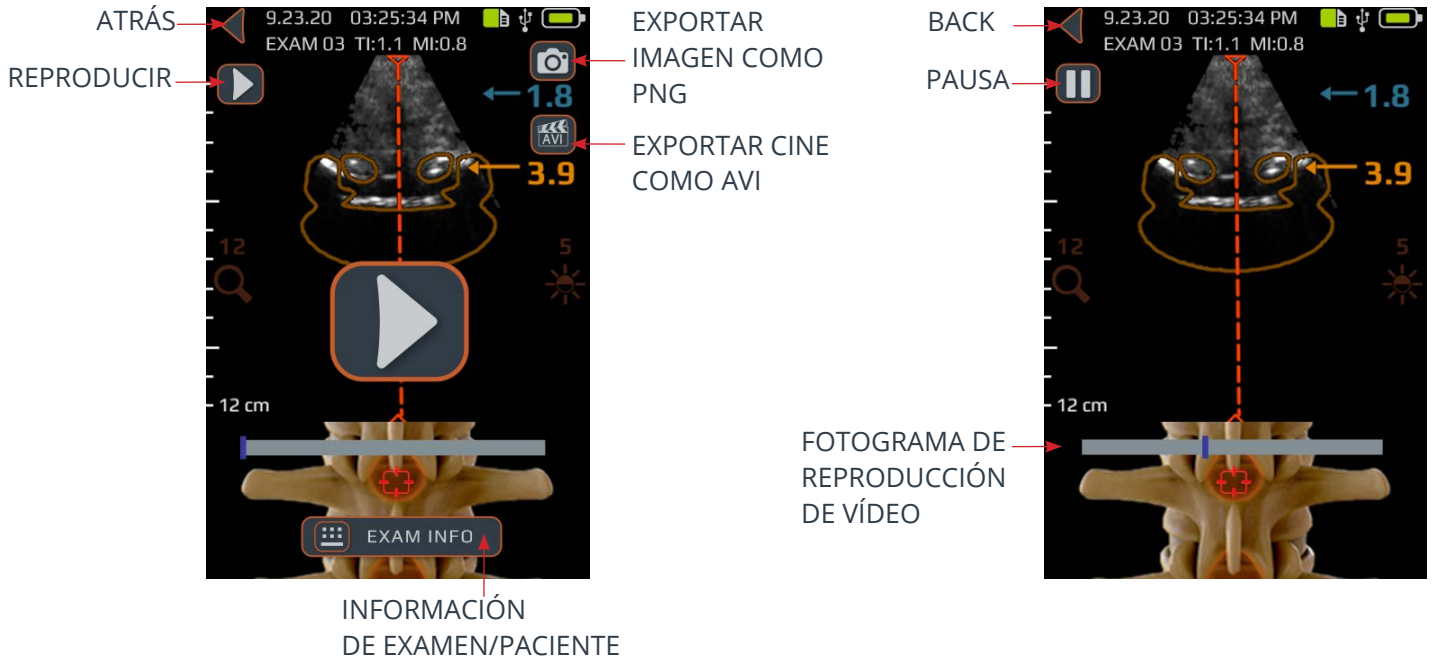 ATRÁS
REPRODUCIR
9.23.20 03:25:34 PM
EXAM 03 TI:1.1 MI:0.8
1.8
AVI
3.9
12
5
12 cm
EXAM INFO
EXPORTAR
IMAGEN COMO
PNG
EXPORTAR CINE
COMO AVI
INFORMACIÓN
DE EXAMEN/PACIENTE
BACK
PAUSA
9.23.20 03:25:34 PM
EXAM 03 TI:1.1 MI:0.8
1.8
3.9
12
5
12 cm
FOTOGRAMA DE
REPRODUCCIÓN
DE VÍDEO